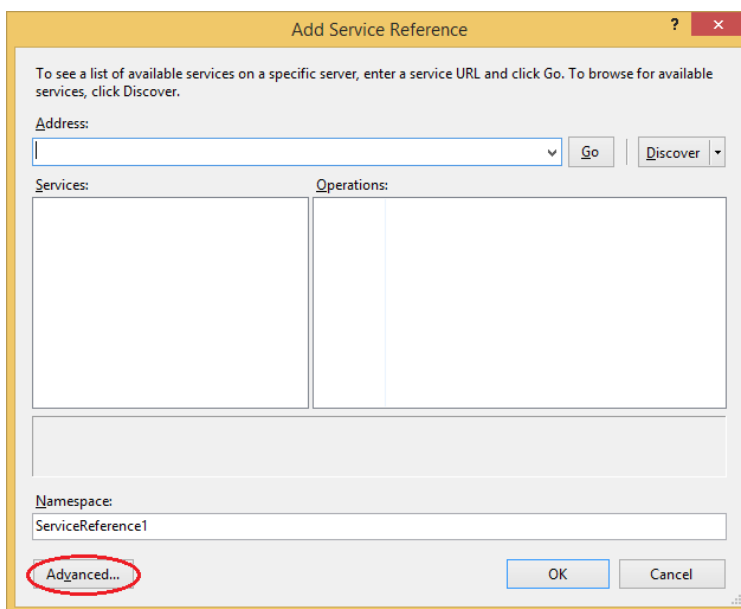 Add Service Reference
?
To see a list of available services on a specific server, enter a service URL and click Go. To browse for available
services, click Discover.
Address:
Go
Discover
Services:
Operations:
Namespace:
ServiceReference1
Advanced...
OK
Cancel